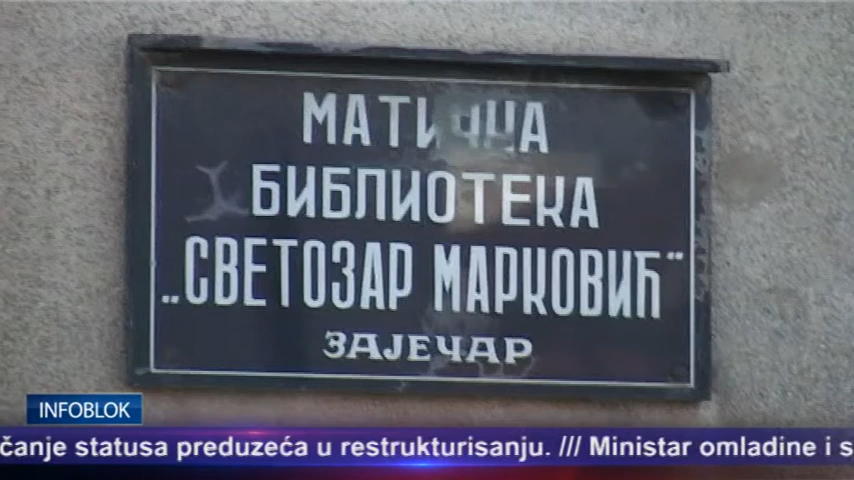 МАТИЧНА
БИБЛИОТЕКА
„СВЕТОЗАР МАРКОВИЋ“
ЗАЈЕЧАР
INFOBLOK
čanje statusa preduzeća u restrukturisanju. /// Ministar omladine i s